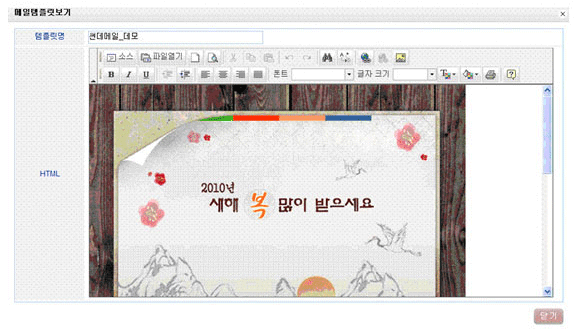 메일템플릿보기
템플릿명
썬데메일_데모
소스
파일열기
B I U
폰트
글자 크기
HTML
2010년
새해 복 많이 받으세요
닫기